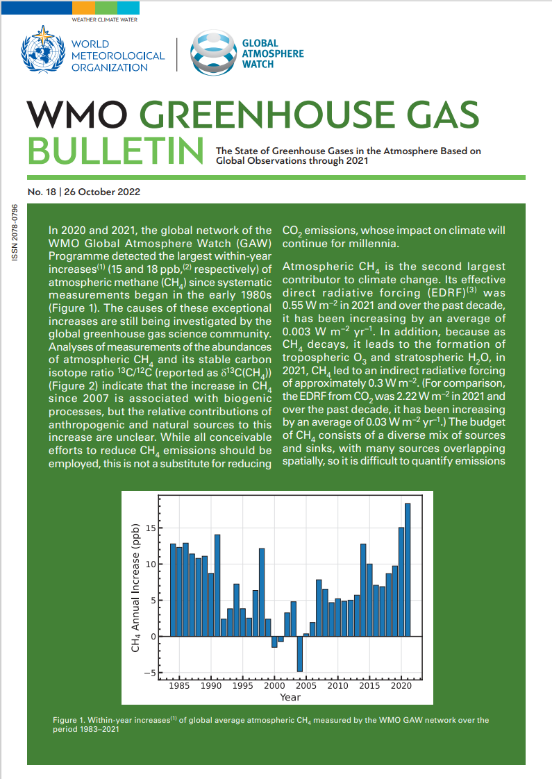 WEATHER CLIMATE WATER
WORLD
METEOROLOGICAL
ORGANIZATION
GLOBAL
ATMOSPHERE
WATCH
WMO GREENHOUSE GAS
BULLETIN
The State of Greenhouse Gases in the Atmosphere Based on
Global Observations through 2021
No. 18 | 26 October 2022
ISSN 2078-0796
In 2020 and 2021, the global network of the
WMO Global Atmosphere Watch (GAW)
Programme detected the largest within-year
increases⁽¹⁾ (15 and 18 ppb,⁽²⁾ respectively) of
atmospheric methane (CH₄) since systematic
measurements began in the early 1980s
(Figure 1). The causes of these exceptional
increases are still being investigated by the
global greenhouse gas science community.
Analyses of measurements of the abundances
of atmospheric CH₄ and its stable carbon
isotope ratio ¹³C/¹²C (reported as δ¹³C(CH₄))
(Figure 2) indicate that the increase in CH₄
since 2007 is associated with biogenic
processes, but the relative contributions of
anthropogenic and natural sources to this
increase are unclear. While all conceivable
efforts to reduce CH₄ emissions should be
employed, this is not a substitute for reducing
CO₂ emissions, whose impact on climate will
continue for millennia.
Atmospheric CH₄ is the second largest
contributor to climate change. Its effective
direct radiative forcing (EDRF)⁽³⁾ was
0.55 W m⁻² in 2021 and over the past decade,
it has been increasing by an average of
0.003 W m⁻² yr⁻¹. In addition, because as
CH₄ decays, it leads to the formation of
tropospheric O₃ and stratospheric H₂O, in
2021, CH₄ led to an indirect radiative forcing
of approximately 0.3 W m⁻². (For comparison,
the EDRF from CO₂ was 2.22 W m⁻² in 2021 and
over the past decade, it has been increasing
by an average of 0.03 W m⁻² yr⁻¹.) The budget
of CH₄ consists of a diverse mix of sources
and sinks, with many sources overlapping
spatially, so it is difficult to quantify emissions
CH₄ Annual Increase (ppb)
15
10
5
0
−5
1985 1990 1995 2000 2005 2010 2015 2020
Year
Figure 1. Within-year increases⁽¹⁾ of global average atmospheric CH₄ measured by the WMO GAW network over the
period 1983–2021